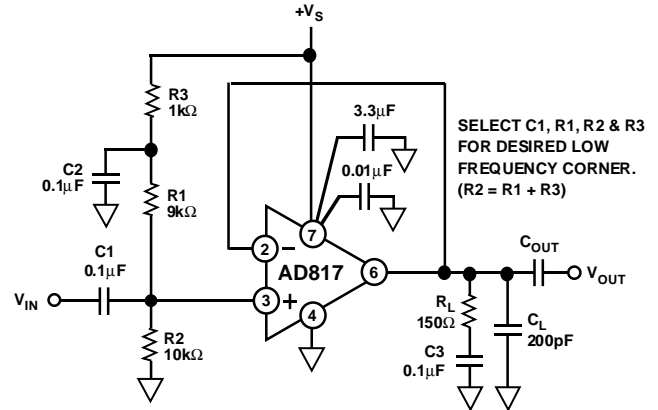 +VS
R3
1kΩ
3.3μF
SELECT C1, R1, R2 & R3
FOR DESIRED LOW
FREQUENCY CORNER.
(R2 = R1 + R3)
C2
0.1μF
0.01μF
R1
9kΩ
7
C1
0.1μF
2
–
AD817
6
COUT
VOUT
VIN
3
+
4
RL
150Ω
CL
200pF
R2
10kΩ
C3
0.1μF